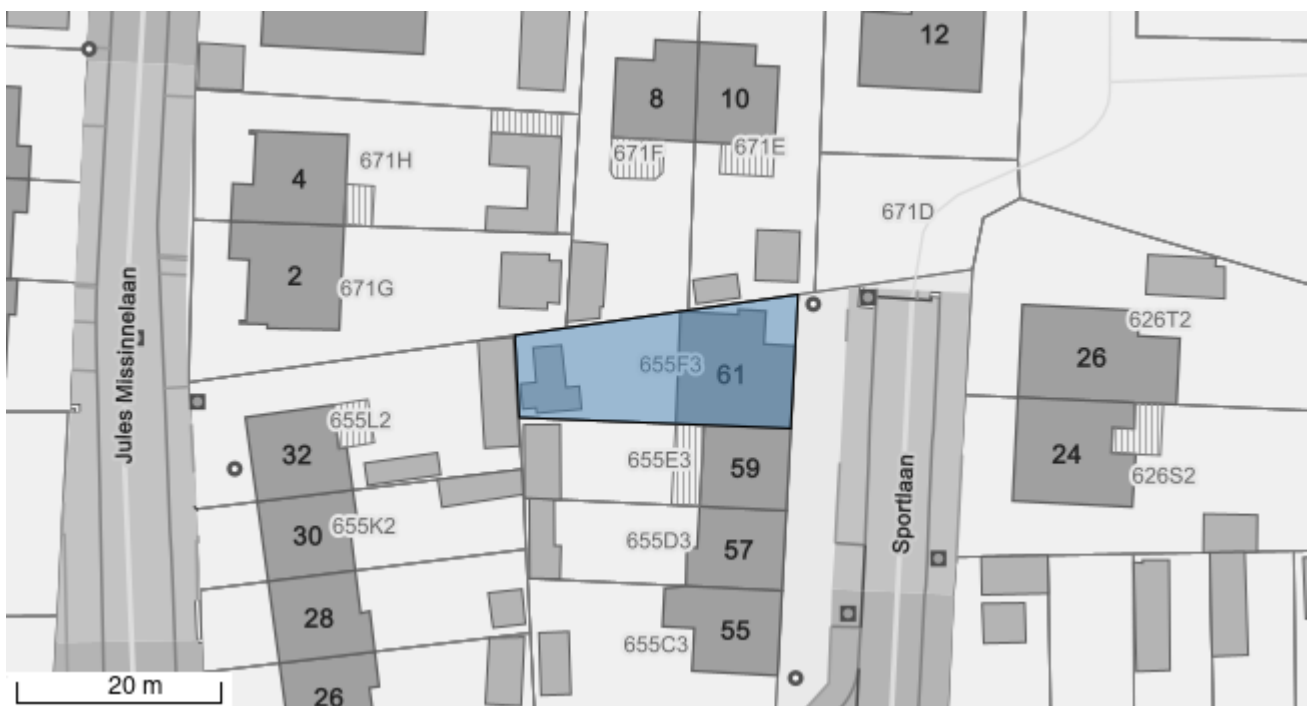 12
8
10
671F
671E
4
671H
671D
2
671G
626T2
26
655F3
61
655L2
32
655E3
59
24
626S2
Jules Missinnelaan
Sportlaan
30
655K2
655D3
57
28
655C3
55
26
20 m